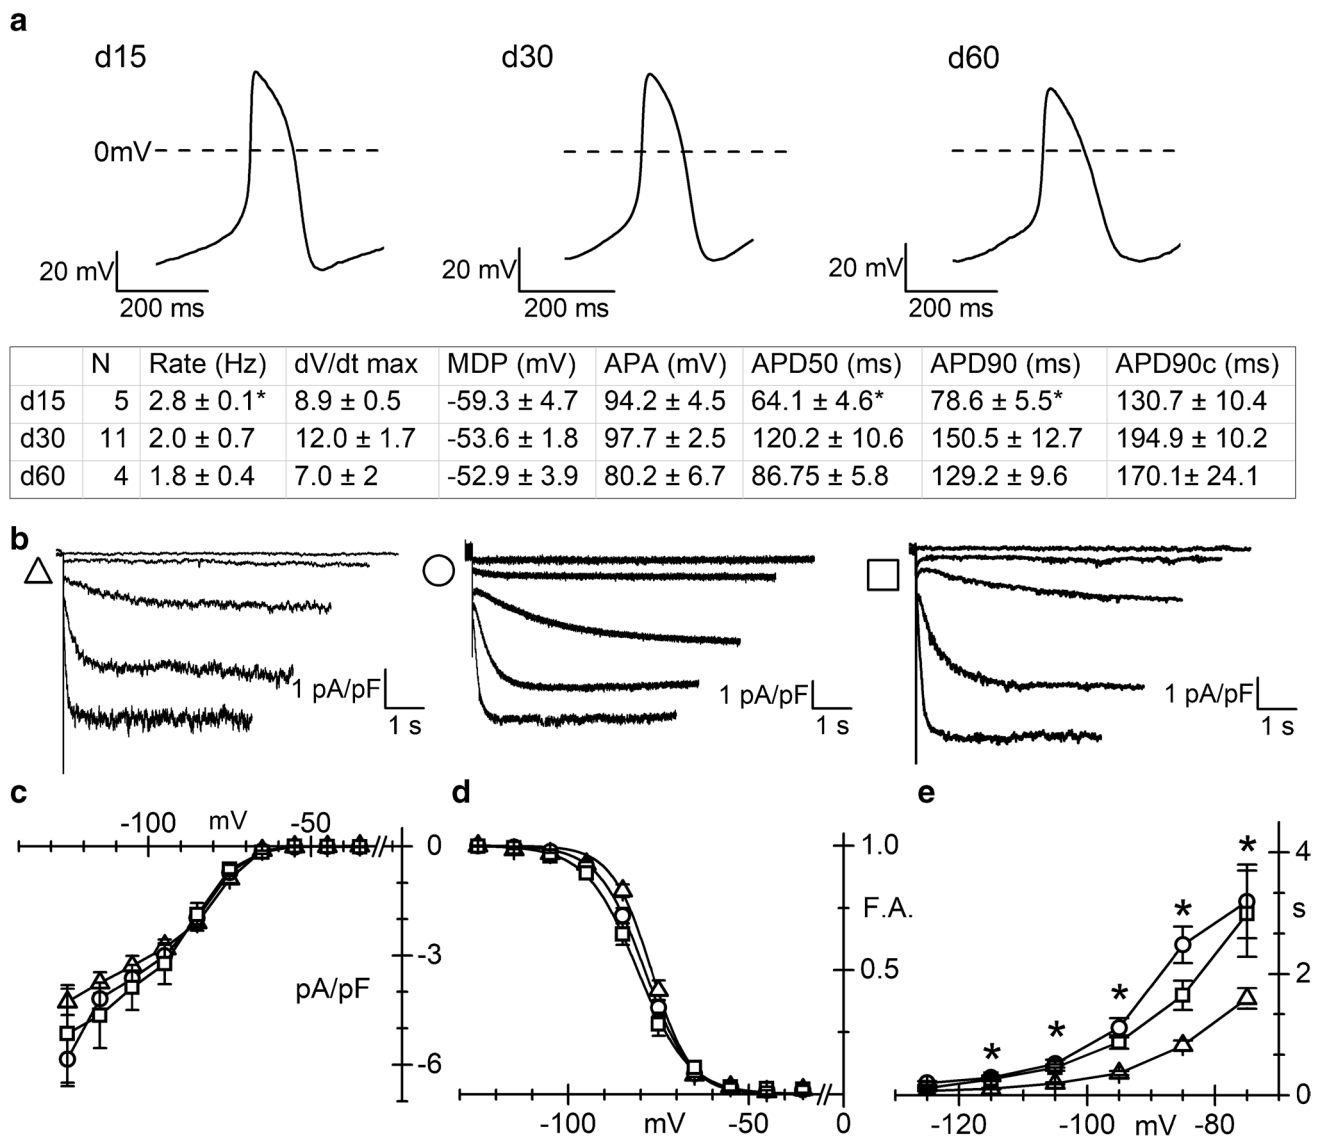 a
d15 d30 d60
0mV
20 mV 20 mV 20 mV
200 ms 200 ms 200 ms
N Rate (Hz) dV/dt max MDP (mV) APA (mV) APD50 (ms) APD90 (ms) APD90c (ms)
d15 5 2.8 ± 0.1* 8.9 ± 0.5 -59.3 ± 4.7 94.2 ± 4.5 64.1 ± 4.6* 78.6 ± 5.5* 130.7 ± 10.4
d30 11 2.0 ± 0.7 12.0 ± 1.7 -53.6 ± 1.8 97.7 ± 2.5 120.2 ± 10.6 150.5 ± 12.7 194.9 ± 10.2
d60 4 1.8 ± 0.4 7.0 ± 2 -52.9 ± 3.9 80.2 ± 6.7 86.75 ± 5.8 129.2 ± 9.6 170.1± 24.1
b
1 pA/pF 1 pA/pF 1 pA/pF
1 s 1 s 1 s
c d e
-100 mV -50
0
-3
pA/pF
-6
1.0
F.A.
0.5
-100 mV -50 0
* * * * *
4
s
2
0
-120 -100 mV -80